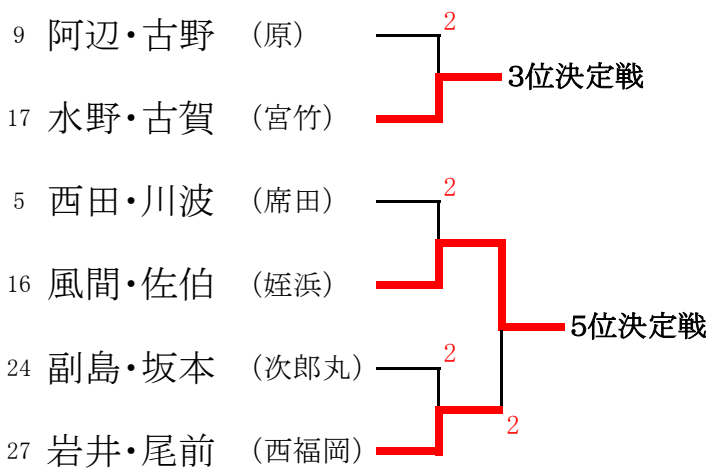 9 阿辺・古野 (原)
2
3位決定戦
17 水野・古賀 (宮竹)
5 西田・川波 (席田)
2
16 風間・佐伯 (姪浜)
5位決定戦
24 副島・坂本 (次郎丸)
2
2
27 岩井・尾前 (西福岡)